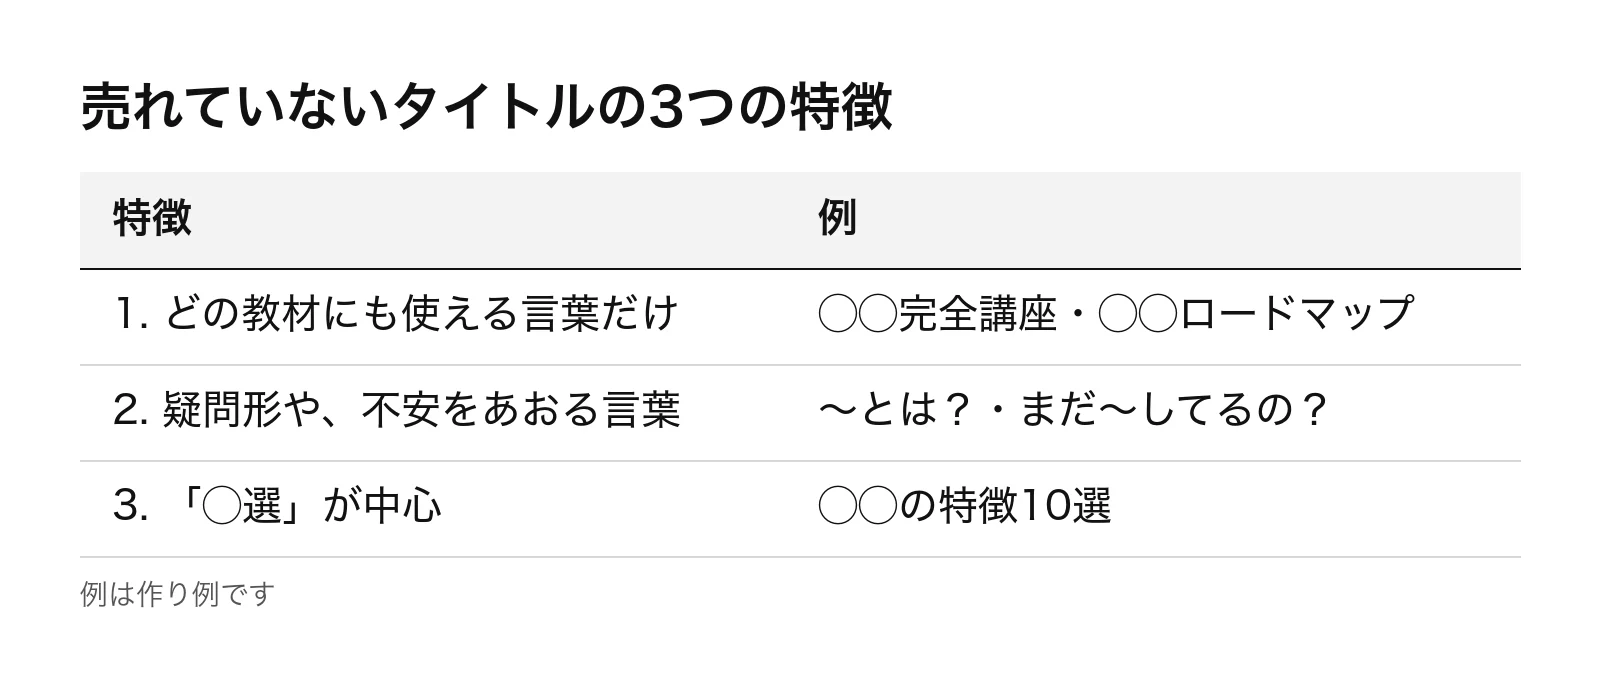 売れていないタイトルの3つの特徴
特徴 例
1. どの教材にも使える言葉だけ ◯◯完全講座・◯◯ロードマップ
2. 疑問形や、不安をあおる言葉 〜とは？・まだ〜してるの？
3. 「◯選」が中心 ◯◯の特徴10選
例は作り例です